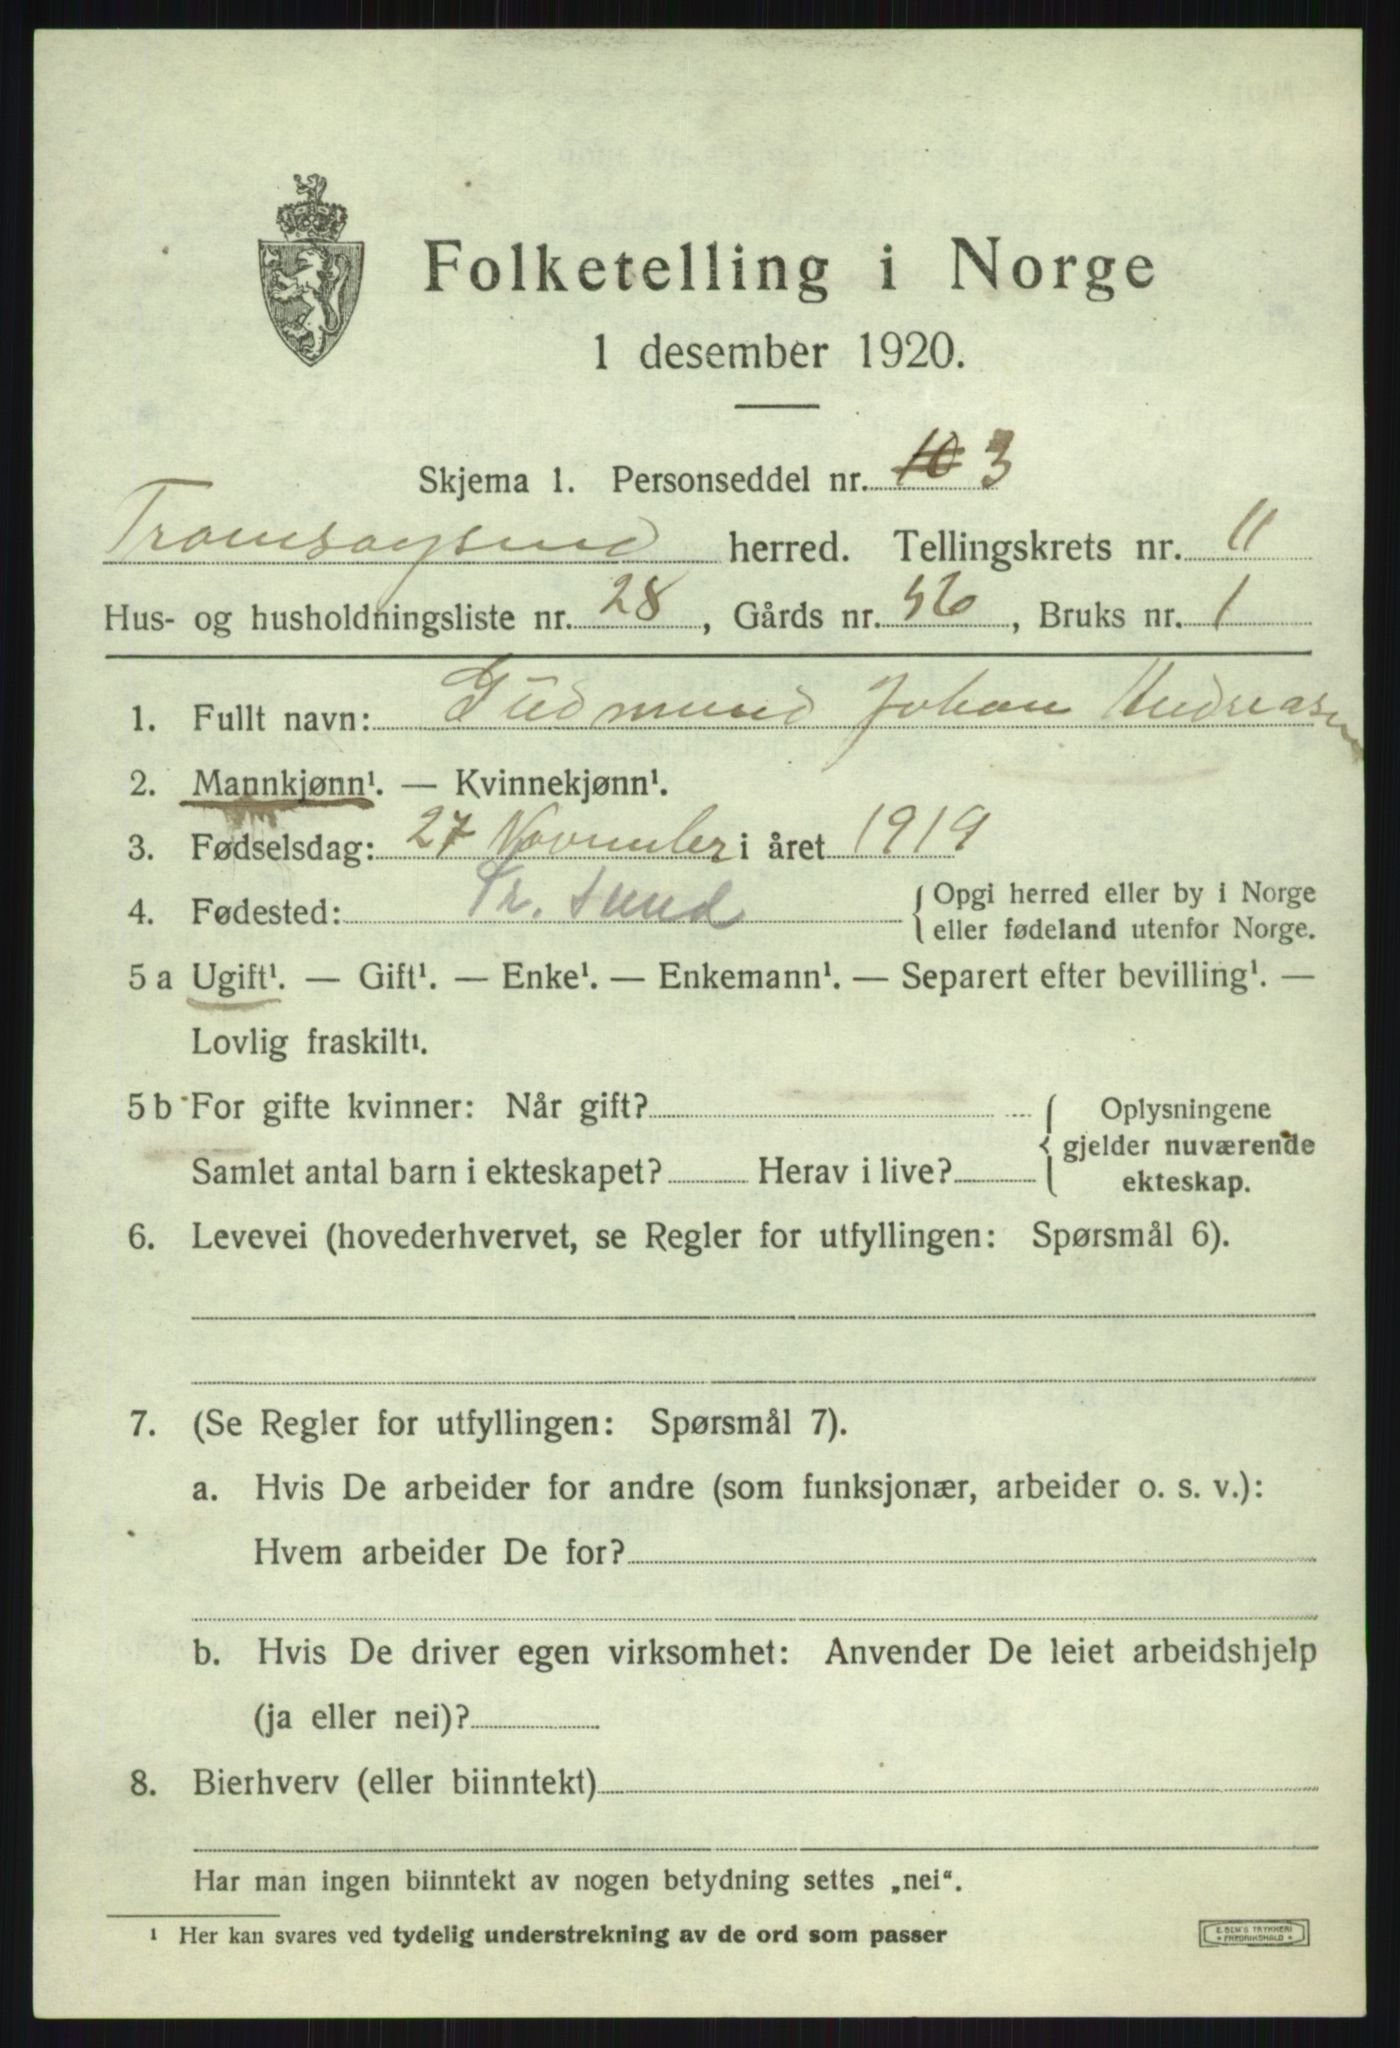 Folketelling i Norge
1 desember 1920.
Skjema 1. Personseddel nr. 10 3
Tromsøysund herred. Tellingskrets nr. 11
Hus- og husholdningsliste nr. 28, Gårds nr. 56, Bruks nr. 1
1. Fullt navn: Gudmund Johan Andreasen
2. Mannkjønn¹. — Kvinnekjønn¹.
3. Fødselsdag: 27 November i året 1919
4. Fødested: Tr. sund { Opgi herred eller by i Norge
eller fødeland utenfor Norge.
5 a Ugift¹. — Gift¹. — Enke¹. — Enkemann¹. — Separert efter bevilling¹. —
Lovlig fraskilt¹.
5 b For gifte kvinner: Når gift? { Oplysningene
gjelder nuværende
Samlet antal barn i ekteskapet? Herav i live? ekteskap.
6. Levevei (hovederhvervet, se Regler for utfyllingen: Spørsmål 6).
7. (Se Regler for utfyllingen: Spørsmål 7).
a. Hvis De arbeider for andre (som funksjonær, arbeider o. s. v.):
Hvem arbeider De for?
b. Hvis De driver egen virksomhet: Anvender De leiet arbeidshjelp
(ja eller nei)?
8. Bierhverv (eller biinntekt)
Har man ingen biinntekt av nogen betydning settes „nei“.
¹ Her kan svares ved tydelig understrekning av de ord som passer
E. SEM'S TRYKKERI
• FREDRIKSHALD •